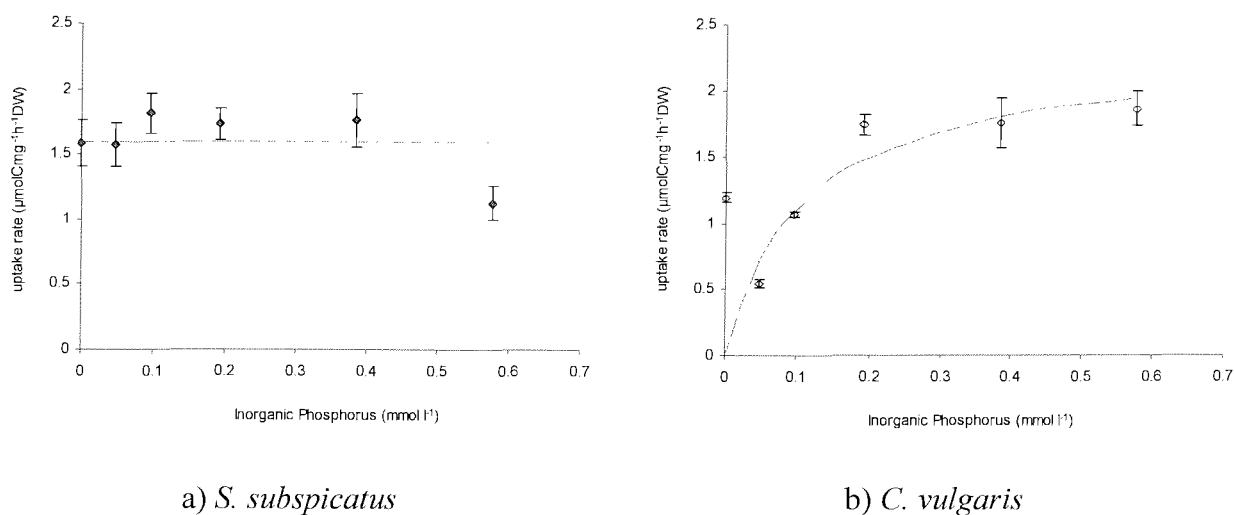 2.5
2
1.5
1
0.5
0
uptake rate (µmolCmg⁻¹h⁻¹DW)
0 0.1 0.2 0.3 0.4 0.5 0.6 0.7
Inorganic Phosphorus (mmol l⁻¹)
a) S. subspicatus
2.5
2
1.5
1
0.5
0
uptake rate (µmolCmg⁻¹h⁻¹DW)
0 0.1 0.2 0.3 0.4 0.5 0.6 0.7
Inorganic Phosphorus (mmol l⁻¹)
b) C. vulgaris